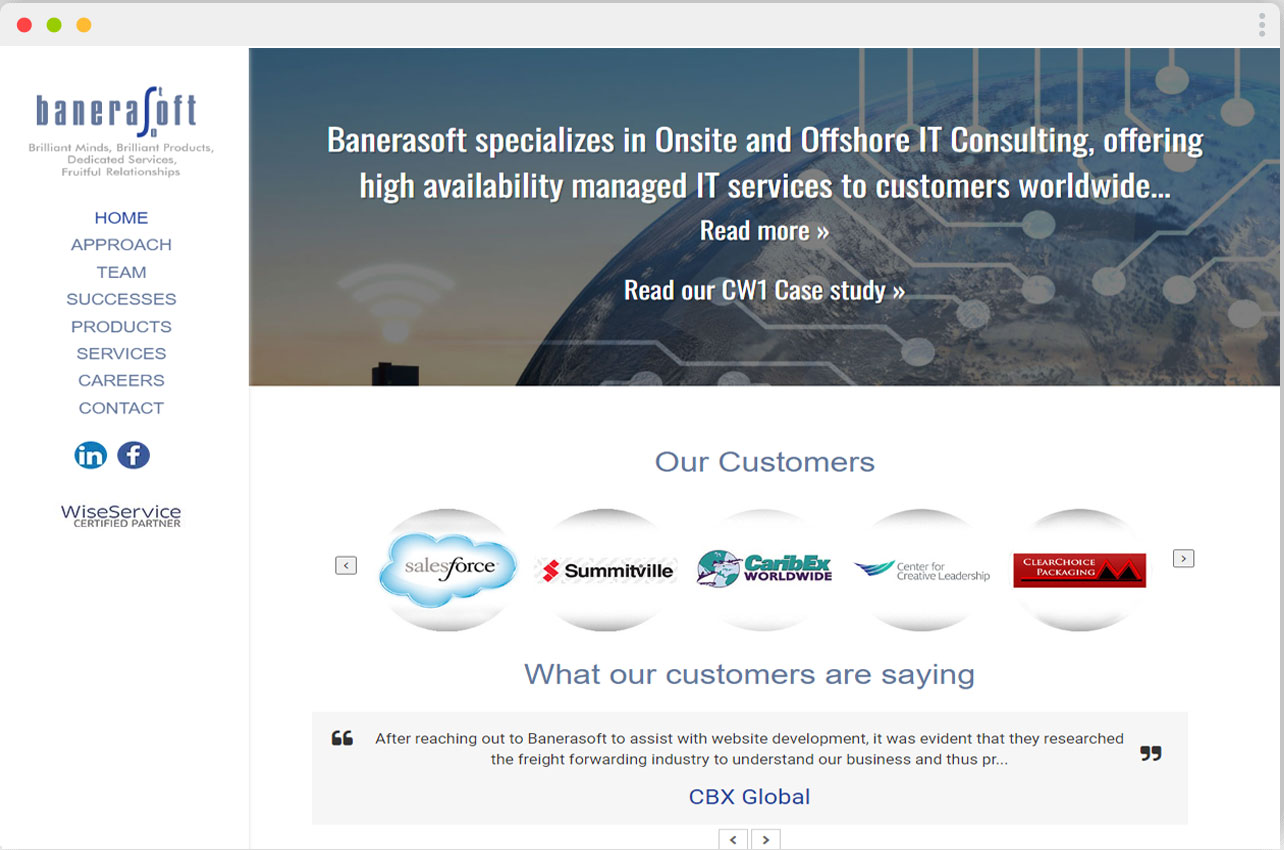 banerasoft
Brilliant Minds, Brilliant Products,
Dedicated Services,
Fruitful Relationships
HOME
APPROACH
TEAM
SUCCESSES
PRODUCTS
SERVICES
CAREERS
CONTACT
in f
WiseService
CERTIFIED PARTNER
Banerasoft specializes in Onsite and Offshore IT Consulting, offering
high availability managed IT services to customers worldwide...
Read more »
Read our CW1 Case study »
Our Customers
salesforce
Summitville
CaribEx
WORLDWIDE
Center for
Creative Leadership
CLEARCHOICE
PACKAGING
What our customers are saying
“ After reaching out to Banerasoft to assist with website development, it was evident that they researched
the freight forwarding industry to understand our business and thus pr... ”
CBX Global